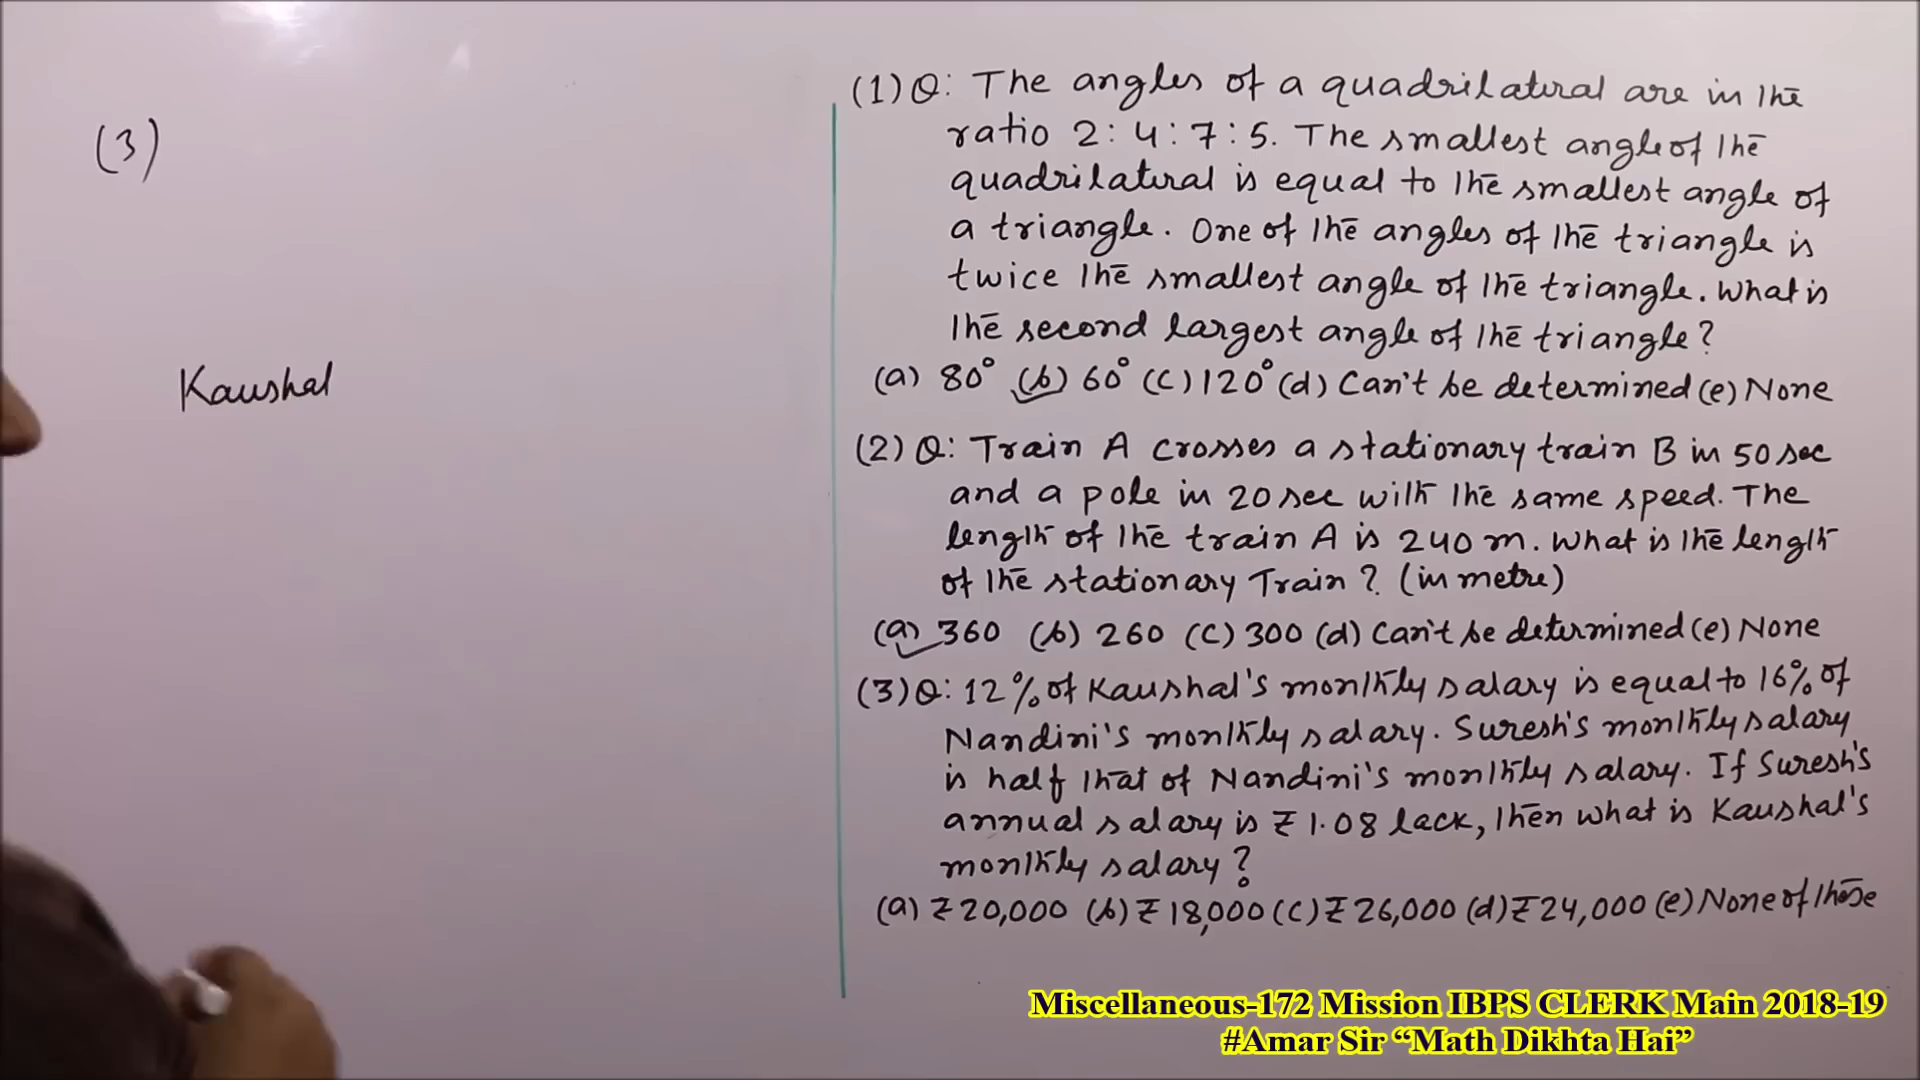 (3)
Kaushal
(1) Q: The angles of a quadrilateral are in the
ratio 2:4:7:5. The smallest angle of the
quadrilateral is equal to the smallest angle of
a triangle. One of the angles of the triangle is
twice the smallest angle of the triangle. What is
the second largest angle of the triangle?
(a) 80° (b) 60° (c) 120° (d) Can't be determined (e) None
(2) Q: Train A crosses a stationary train B in 50 sec
and a pole in 20 sec with the same speed. The
length of the train A is 240 m. What is the length
of the stationary Train? (in metre)
(a) 360 (b) 260 (c) 300 (d) Can't be determined (e) None
(3) Q: 12% of Kaushal's monthly salary is equal to 16% of
Nandini's monthly salary. Suresh's monthly salary
is half that of Nandini's monthly salary. If Suresh's
annual salary is ₹ 1.08 lack, then what is Kaushal's
monthly salary?
(a) ₹ 20,000 (b) ₹ 18,000 (c) ₹ 26,000 (d) ₹ 24,000 (e) None of these
Miscellaneous-172 Mission IBPS CLERK Main 2018-19
#Amar Sir “Math Dikhta Hai”